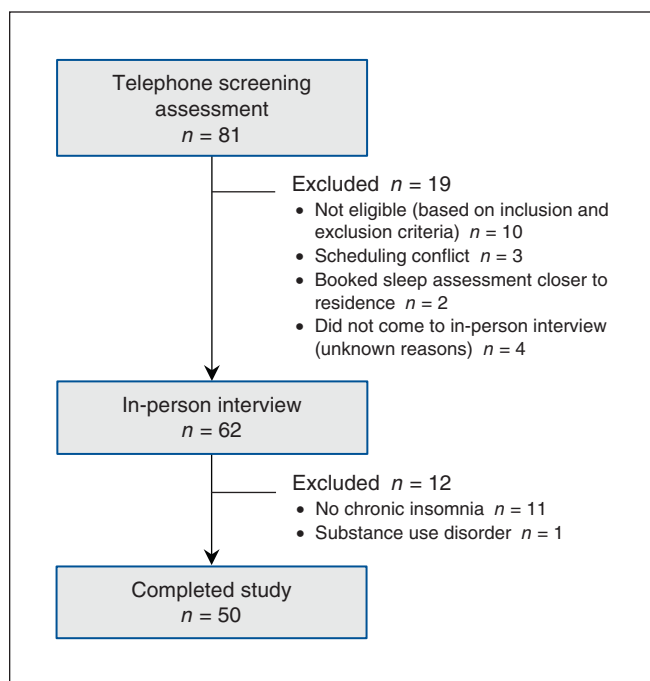 Telephone screening
assessment
n = 81
Excluded n = 19
• Not eligible (based on inclusion and
exclusion criteria) n = 10
• Scheduling conflict n = 3
• Booked sleep assessment closer to
residence n = 2
• Did not come to in-person interview
(unknown reasons) n = 4
In-person interview
n = 62
Excluded n = 12
• No chronic insomnia n = 11
• Substance use disorder n = 1
Completed study
n = 50